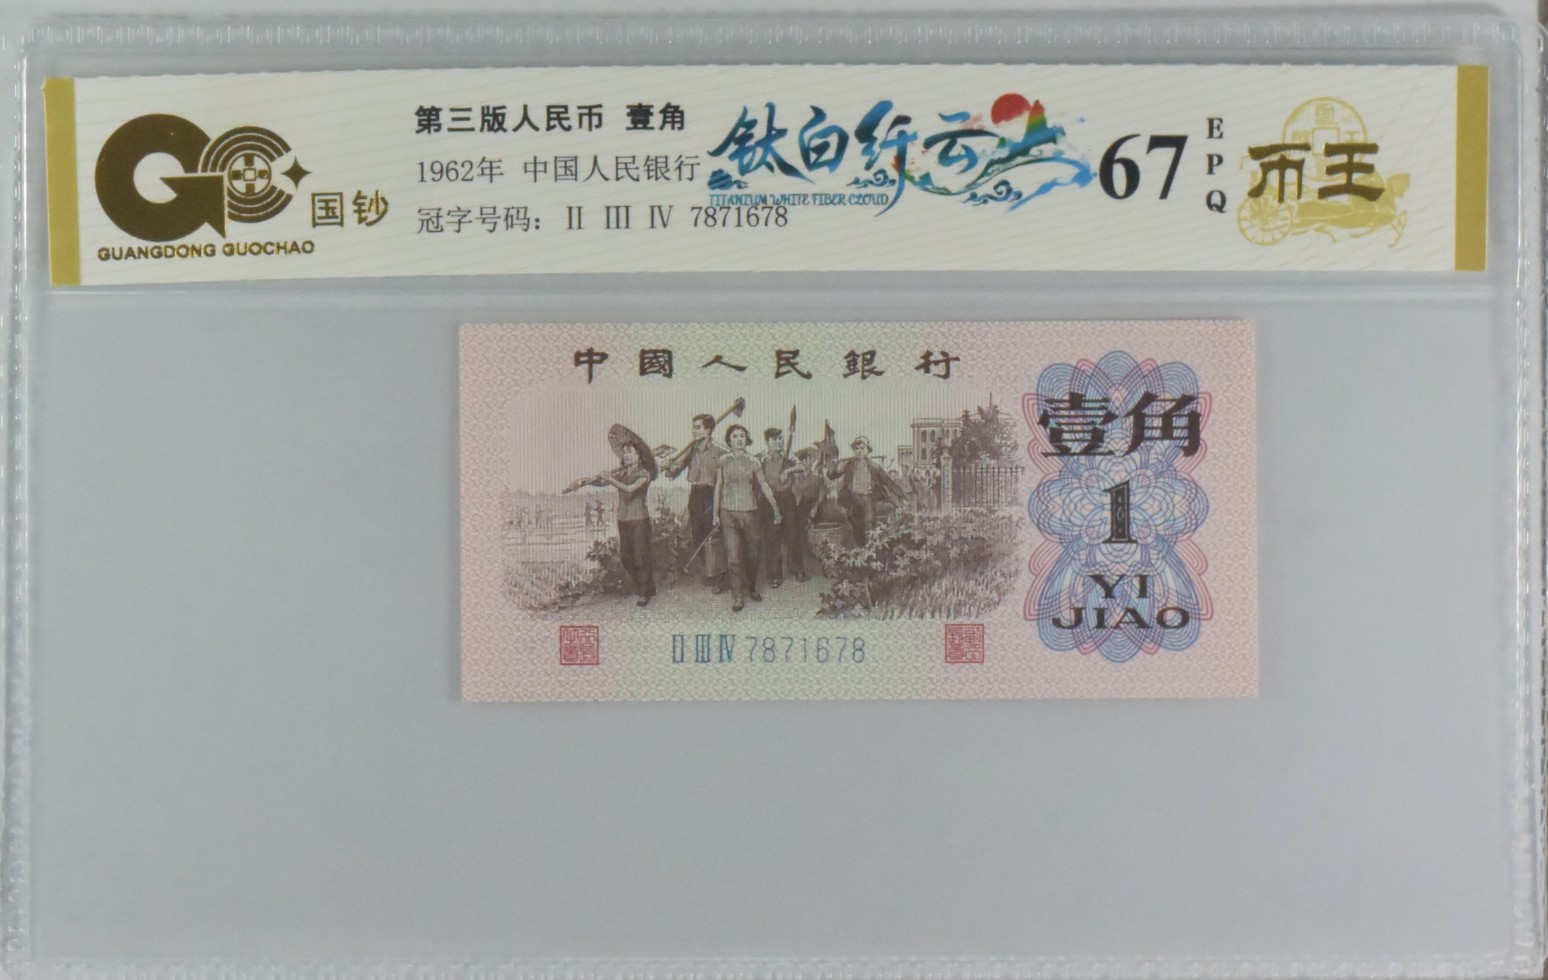 国钞
GUANGDONG GUOCHAO
第三版人民币 壹角
1962年 中国人民银行
冠字号码: Ⅱ Ⅲ Ⅳ 7871678
钛白纤云
TITANIUM WHITE FIBER CLOUD
67
EPQ
币王
中國人民銀行
壹角
1
YI
JIAO
Ⅱ Ⅲ Ⅳ 7871678